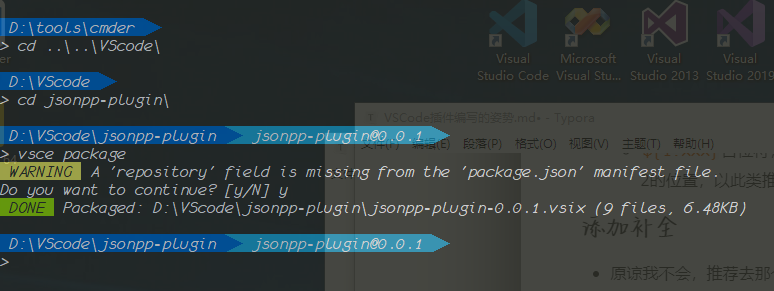 D:\tools\cmder
> cd ..\..\VScode\
D:\VScode
> cd jsonpp-plugin\
D:\VScode\jsonpp-plugin jsonpp-plugin@0.0.1
> vsce package
WARNING A 'repository' field is missing from the 'package.json' manifest file.
Do you want to continue? [y/N] y
DONE Packaged: D:\VScode\jsonpp-plugin\jsonpp-plugin-0.0.1.vsix (9 files, 6.48KB)
D:\VScode\jsonpp-plugin jsonpp-plugin@0.0.1
>
Visual Studio Code
Microsoft Visual Stu...
Visual Studio 2013
Visual Studio 2019
VSCode插件编写的姿势.md• - Typora
文件(F) 编辑(E) 段落(P) 格式(O) 视图(V) 主题(T) 帮助(H)
2的位置，以此类推
添加补全
原谅我不会，推荐去那